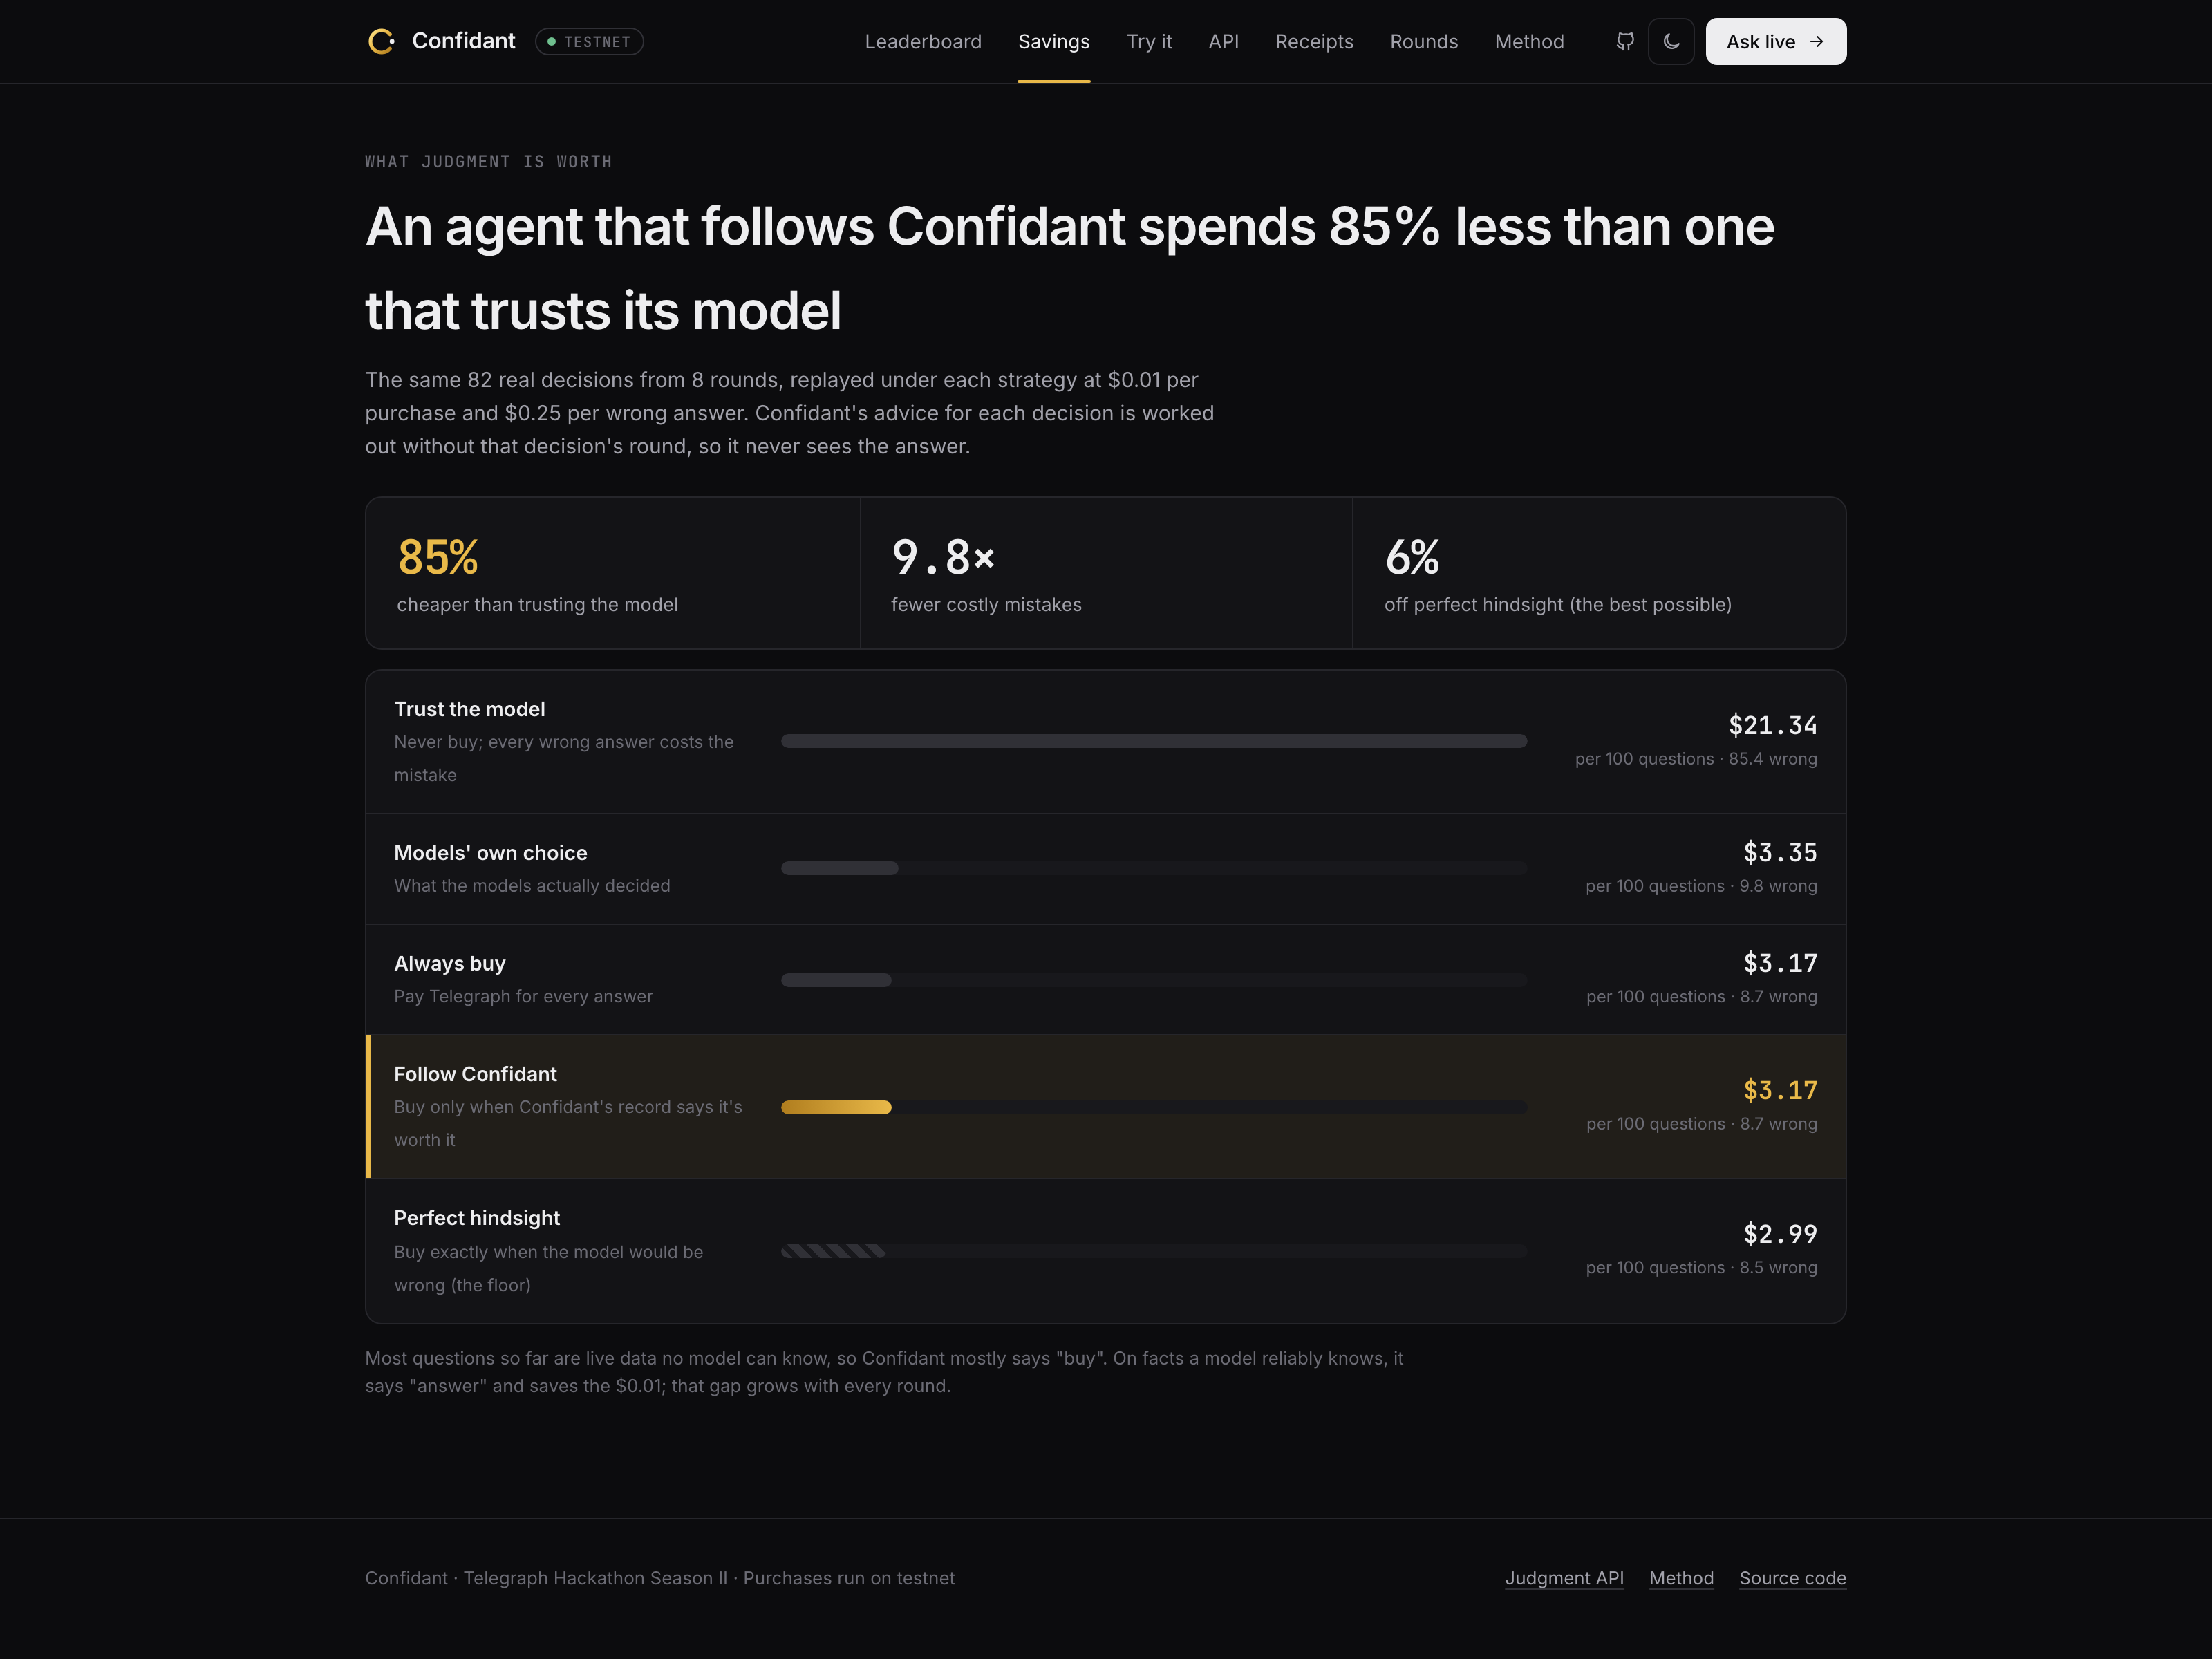 Confidant
TESTNET
Leaderboard
Savings
Try it
API
Receipts
Rounds
Method
Ask live →
WHAT JUDGMENT IS WORTH
An agent that follows Confidant spends 85% less than one
that trusts its model
The same 82 real decisions from 8 rounds, replayed under each strategy at $0.01 per
purchase and $0.25 per wrong answer. Confidant's advice for each decision is worked
out without that decision's round, so it never sees the answer.
85%
cheaper than trusting the model
9.8×
fewer costly mistakes
6%
off perfect hindsight (the best possible)
Trust the model
Never buy; every wrong answer costs the
mistake
$21.34
per 100 questions · 85.4 wrong
Models' own choice
What the models actually decided
$3.35
per 100 questions · 9.8 wrong
Always buy
Pay Telegraph for every answer
$3.17
per 100 questions · 8.7 wrong
Follow Confidant
Buy only when Confidant's record says it's
worth it
$3.17
per 100 questions · 8.7 wrong
Perfect hindsight
Buy exactly when the model would be
wrong (the floor)
$2.99
per 100 questions · 8.5 wrong
Most questions so far are live data no model can know, so Confidant mostly says "buy". On facts a model reliably knows, it
says "answer" and saves the $0.01; that gap grows with every round.
Confidant · Telegraph Hackathon Season II · Purchases run on testnet
Judgment API
Method
Source code